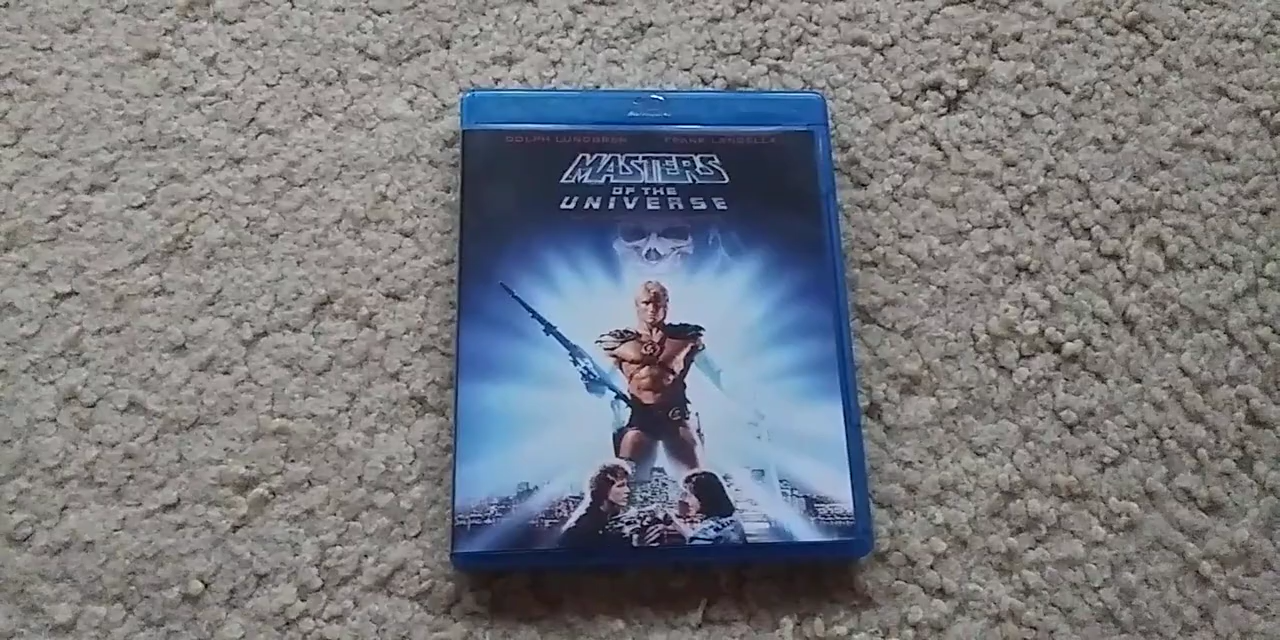 DOLPH LUNDGREN FRANK LANGELLA
MASTERS
OF THE
UNIVERSE